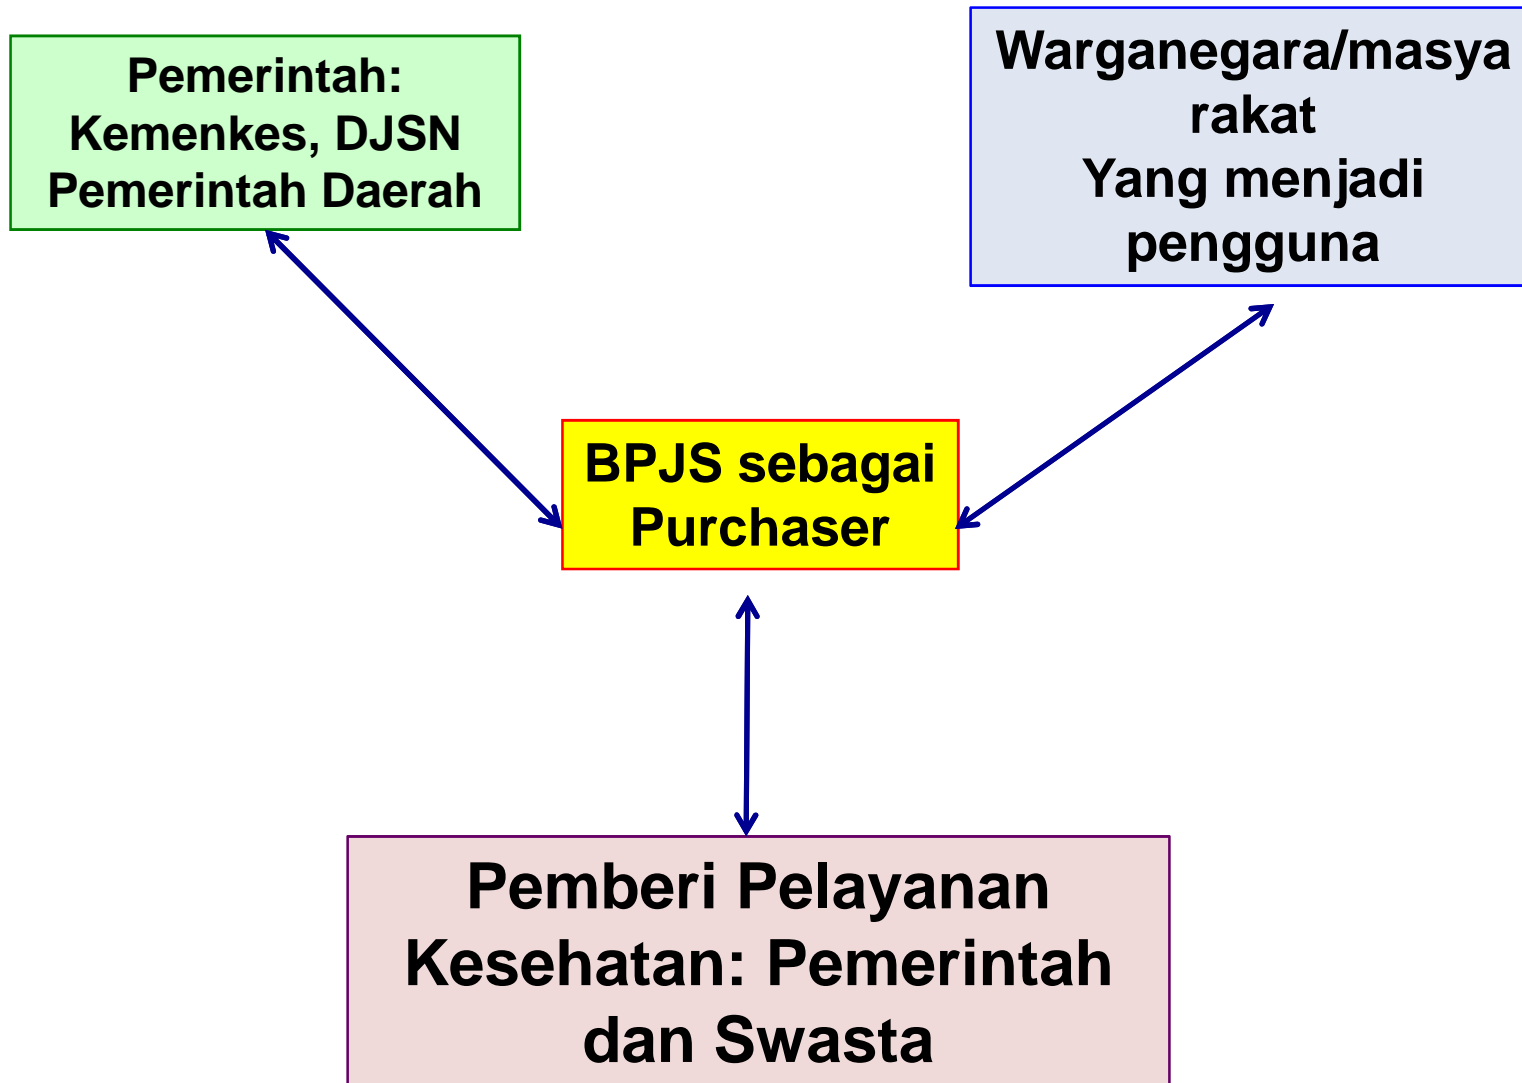 Pemerintah:
Kemenkes, DJSN
Pemerintah Daerah
Warganegara/masya
rakat
Yang menjadi
pengguna
BPJS sebagai
Purchaser
Pemberi Pelayanan
Kesehatan: Pemerintah
dan Swasta